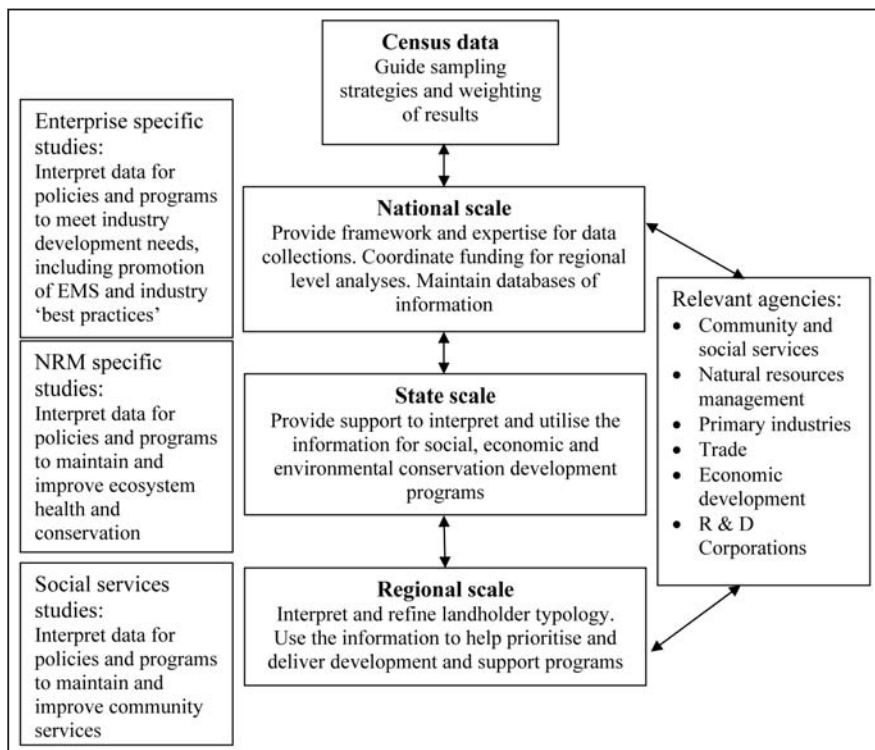 Census data
Guide sampling
strategies and weighting
of results
Enterprise specific
studies:
Interpret data for
policies and programs
to meet industry
development needs,
including promotion
of EMS and industry
‘best practices’
National scale
Provide framework and expertise for data
collections. Coordinate funding for regional
level analyses. Maintain databases of
information
Relevant agencies:
• Community and
social services
• Natural resources
management
• Primary industries
• Trade
• Economic
development
• R & D
Corporations
NRM specific
studies:
Interpret data for
policies and programs
to maintain and
improve ecosystem
health and
conservation
State scale
Provide support to interpret and utilise the
information for social, economic and
environmental conservation development
programs
Social services
studies:
Interpret data for
policies and programs
to maintain and
improve community
services
Regional scale
Interpret and refine landholder typology.
Use the information to help prioritise and
deliver development and support programs